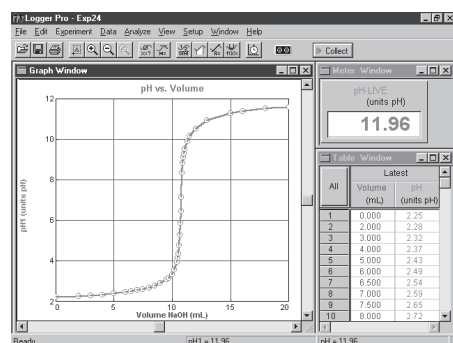 Logger Pro - Exp24
File Edit Experiment Data Analyze View Setup Window Help
Collect
Graph Window
pH vs. Volume
pH1 (units pH)
12
10
8
6
4
2
0 5 10 15 20
Volume NaOH (mL)
Meter Window
pH-LIVE
(units pH)
11.96
Table Window
All
Latest
Volume pH
(mL) (units pH)
1 0.000 2.25
2 2.000 2.28
3 3.000 2.32
4 4.000 2.37
5 5.000 2.43
6 6.000 2.49
7 6.500 2.54
8 7.000 2.59
9 7.500 2.65
10 8.000 2.72
Ready pH1 = 11.96 pH = 11.96